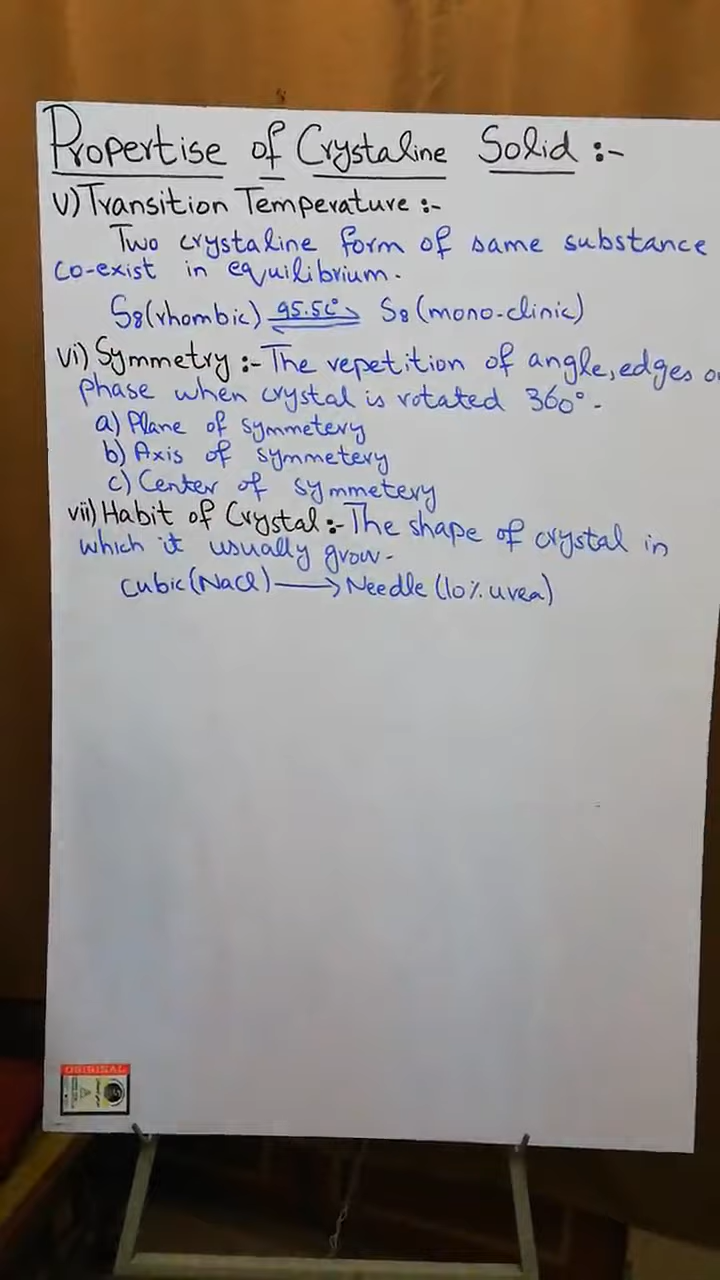 Propertise of Crystaline Solid :-
V) Transition Temperature :-
Two crystaline form of same substance
co-exist in equilibrium.
S8(rhombic) 95.5C° S8 (mono-clinic)
vi) Symmetry :- The repetition of angle, edges or
phase when crystal is rotated 360°.
a) Plane of symmetery
b) Axis of symmetery
c) Center of symmetery
vii) Habit of Crystal :- The shape of crystal in
which it usually grow.
Cubic (NaCl) → Needle (10% urea)
ORIGINAL